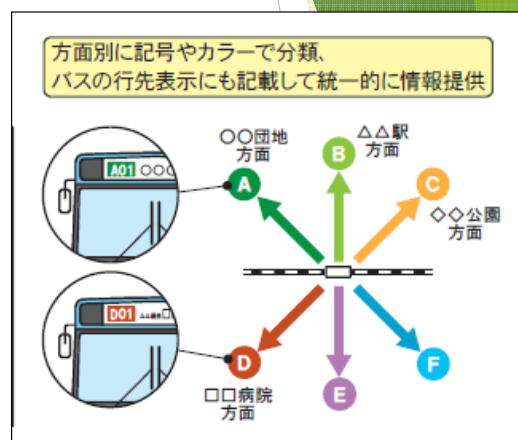 方面別に記号やカラーで分類、
バスの行先表示にも記載して統一的に情報提供
○○団地
方面
△△駅
方面
A01 ○○○
A
B
C
◇◇公園
方面
D01
D
□□病院
方面
E
F